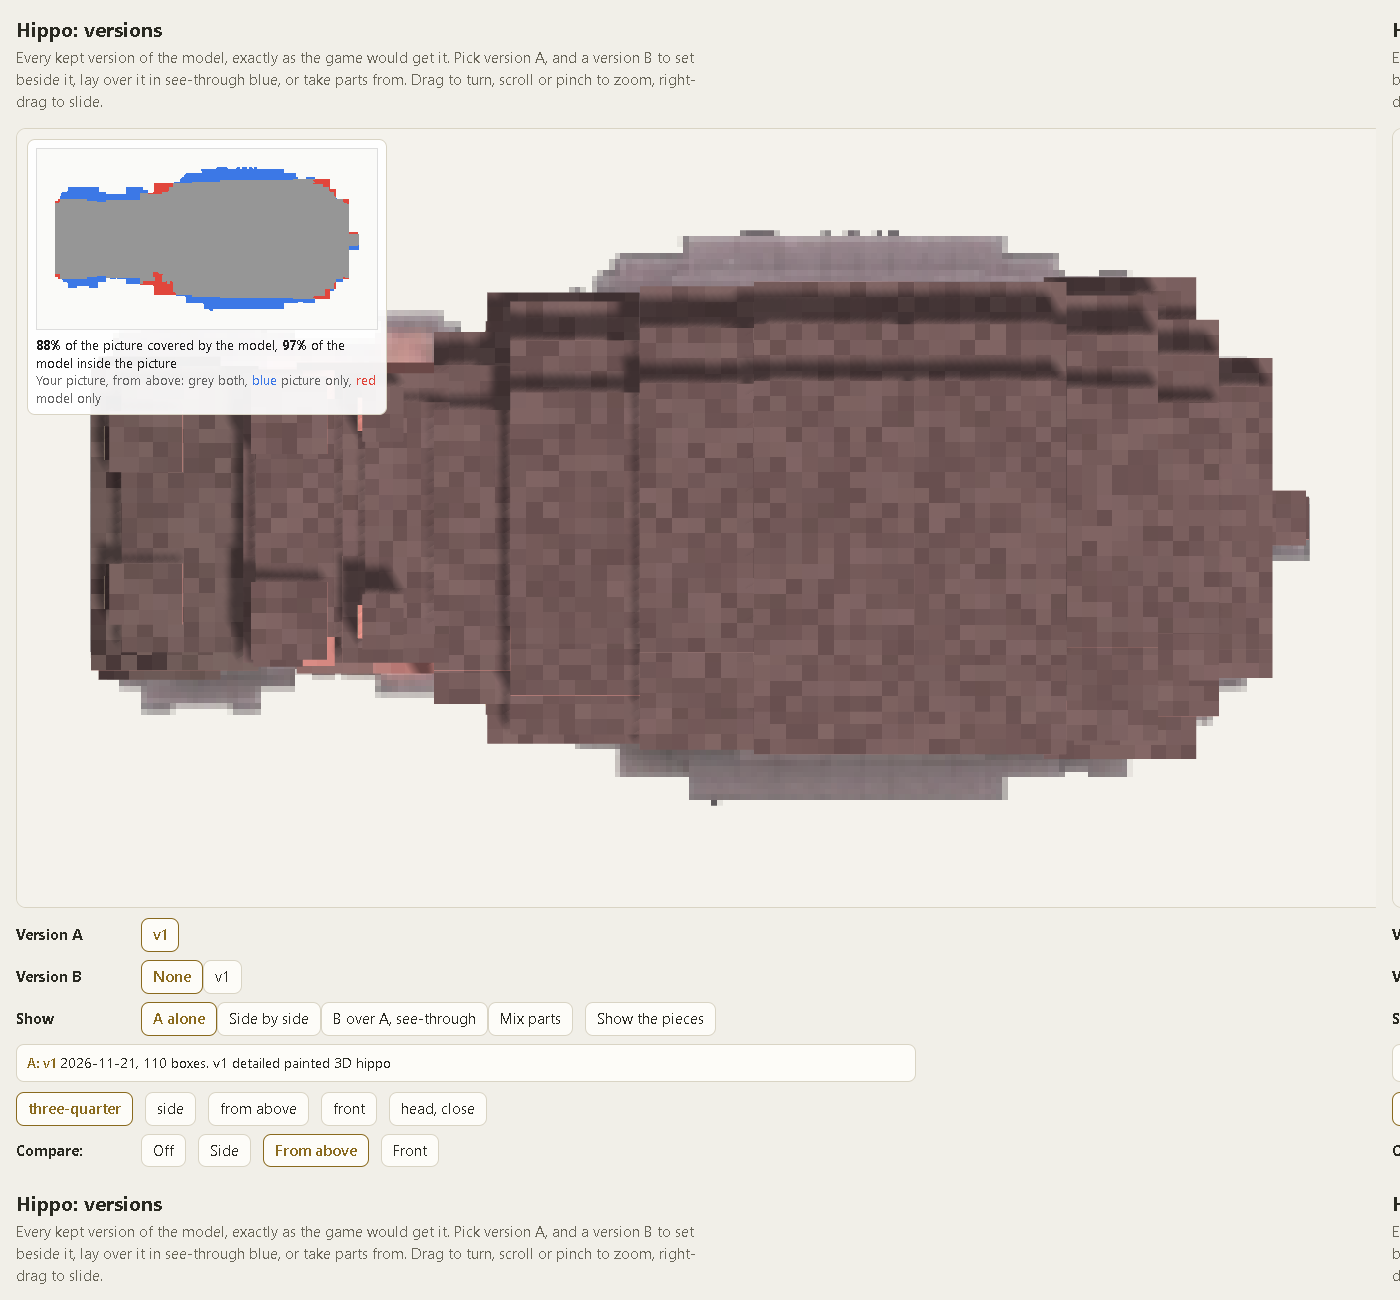 Hippo: versions
Every kept version of the model, exactly as the game would get it. Pick version A, and a version B to set
beside it, lay over it in see-through blue, or take parts from. Drag to turn, scroll or pinch to zoom, right-
drag to slide.
88% of the picture covered by the model, 97% of the
model inside the picture
Your picture, from above: grey both, blue picture only, red
model only
Version A v1
Version B None v1
Show A alone Side by side B over A, see-through Mix parts Show the pieces
A: v1 2026-11-21, 110 boxes. v1 detailed painted 3D hippo
three-quarter side from above front head, close
Compare: Off Side From above Front
Hippo: versions
Every kept version of the model, exactly as the game would get it. Pick version A, and a version B to set
beside it, lay over it in see-through blue, or take parts from. Drag to turn, scroll or pinch to zoom, right-
drag to slide.